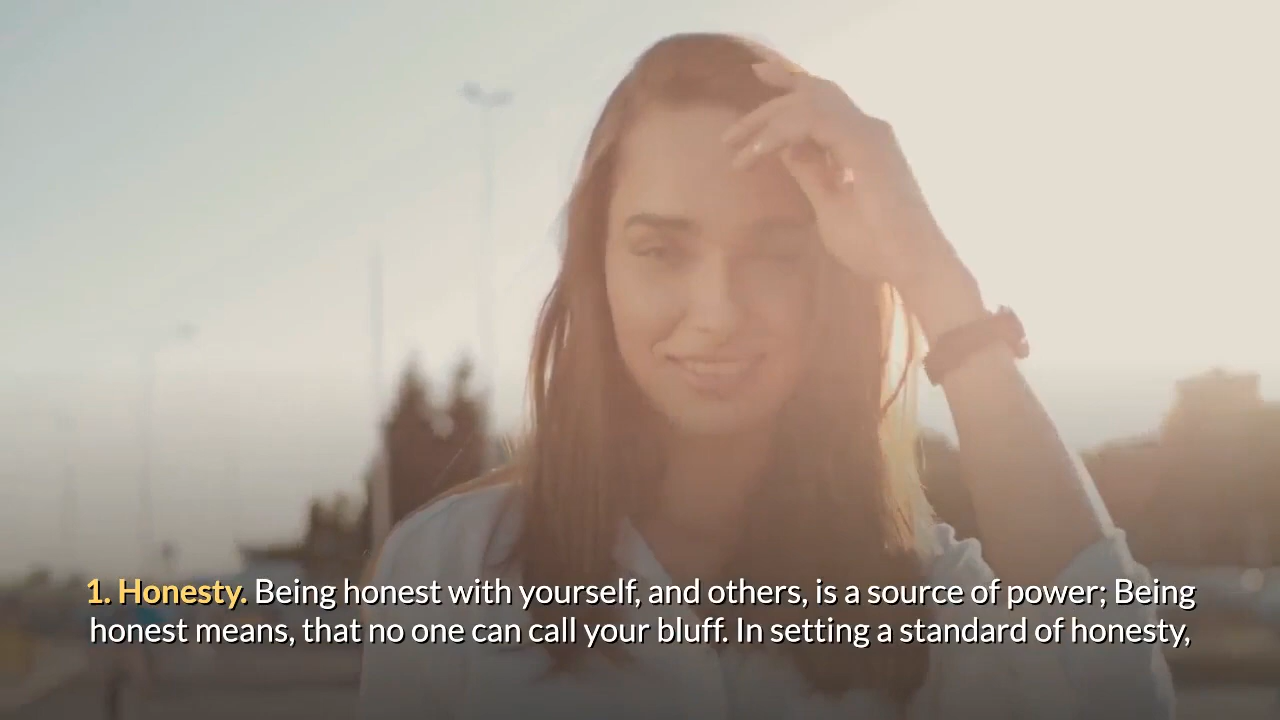 1. Honesty. Being honest with yourself, and others, is a source of power; Being
honest means, that no one can call your bluff. In setting a standard of honesty,